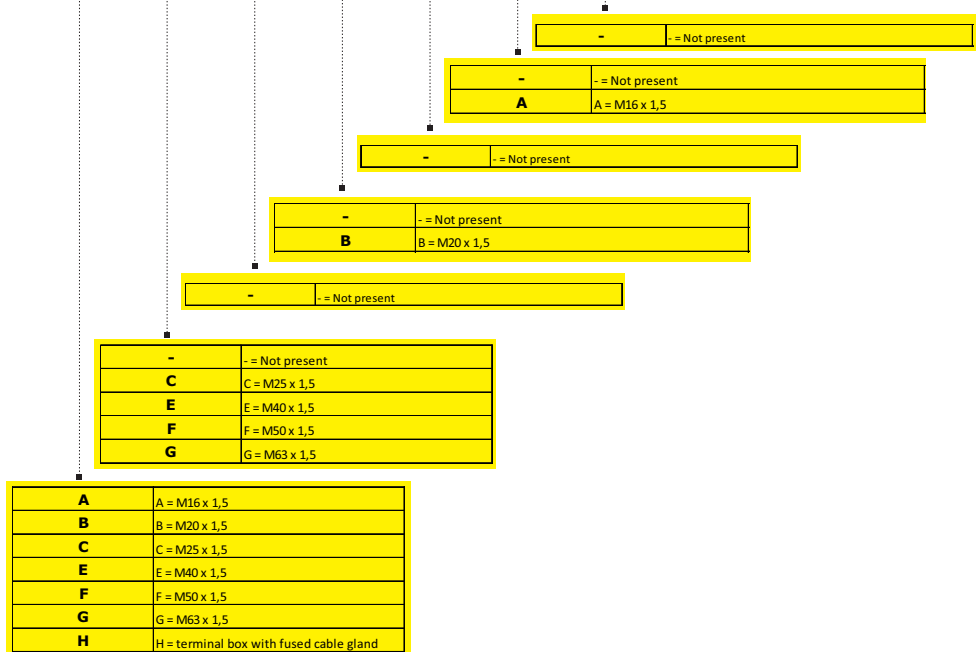 - - = Not present
- - = Not present
A A = M16 x 1,5
- - = Not present
- - = Not present
B B = M20 x 1,5
- - = Not present
- - = Not present
C C = M25 x 1,5
E E = M40 x 1,5
F F = M50 x 1,5
G G = M63 x 1,5
A A = M16 x 1,5
B B = M20 x 1,5
C C = M25 x 1,5
E E = M40 x 1,5
F F = M50 x 1,5
G G = M63 x 1,5
H H = terminal box with fused cable gland